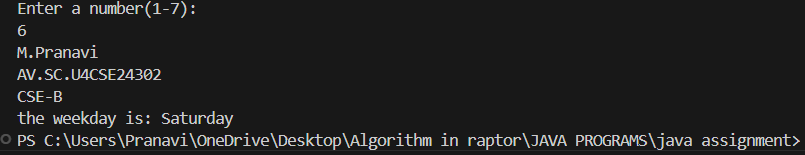 Enter a number(1-7):
6
M.Pranavi
AV.SC.U4CSE24302
CSE-B
the weekday is: Saturday
PS C:\Users\Pranavi\OneDrive\Desktop\Algorithm in raptor\JAVA PROGRAMS\java assignment>